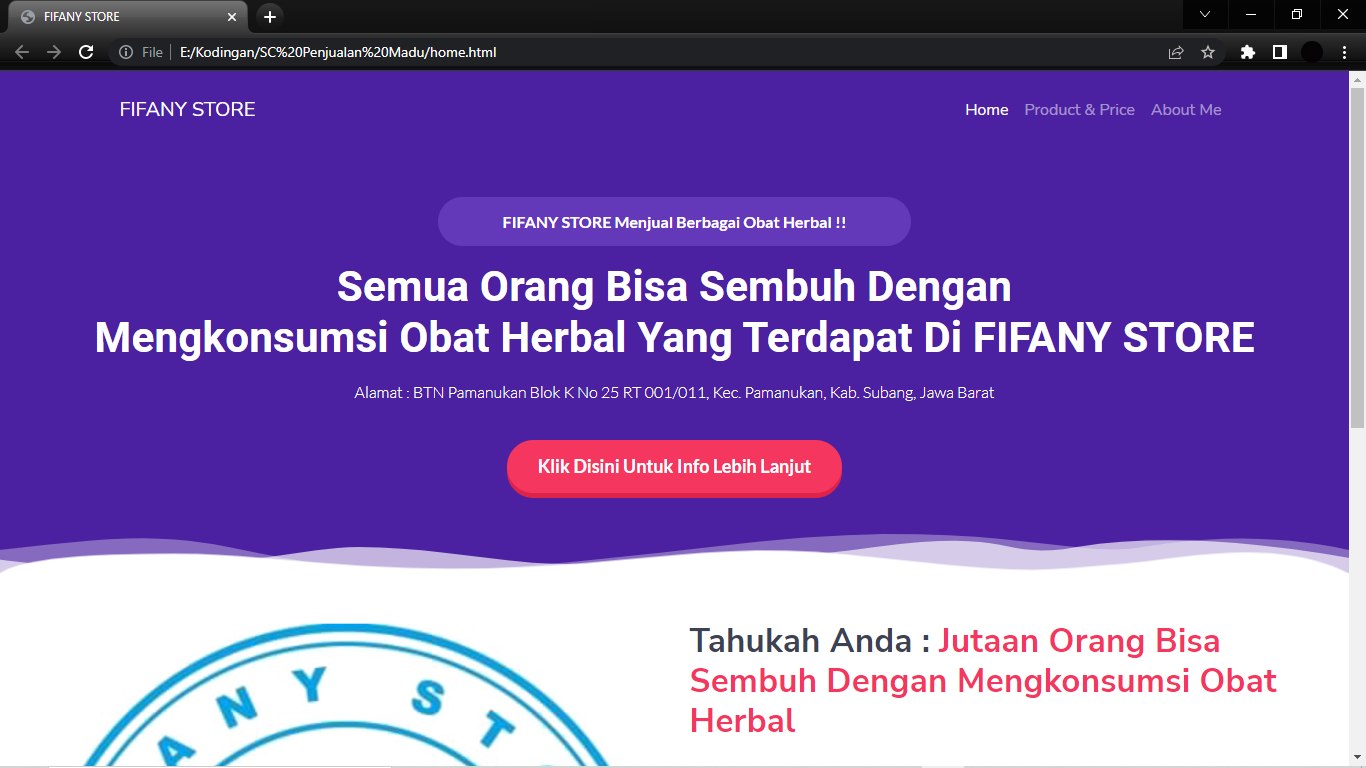 FIFANY STORE
File
E:/Kodingan/SC%20Penjualan%20Madu/home.html
FIFANY STORE
Home Product & Price About Me
FIFANY STORE Menjual Berbagai Obat Herbal !!
Semua Orang Bisa Sembuh Dengan
Mengkonsumsi Obat Herbal Yang Terdapat Di FIFANY STORE
Alamat : BTN Pamanukan Blok K No 25 RT 001/011, Kec. Pamanukan, Kab. Subang, Jawa Barat
Klik Disini Untuk Info Lebih Lanjut
ANY ST
Tahukah Anda : Jutaan Orang Bisa
Sembuh Dengan Mengkonsumsi Obat
Herbal